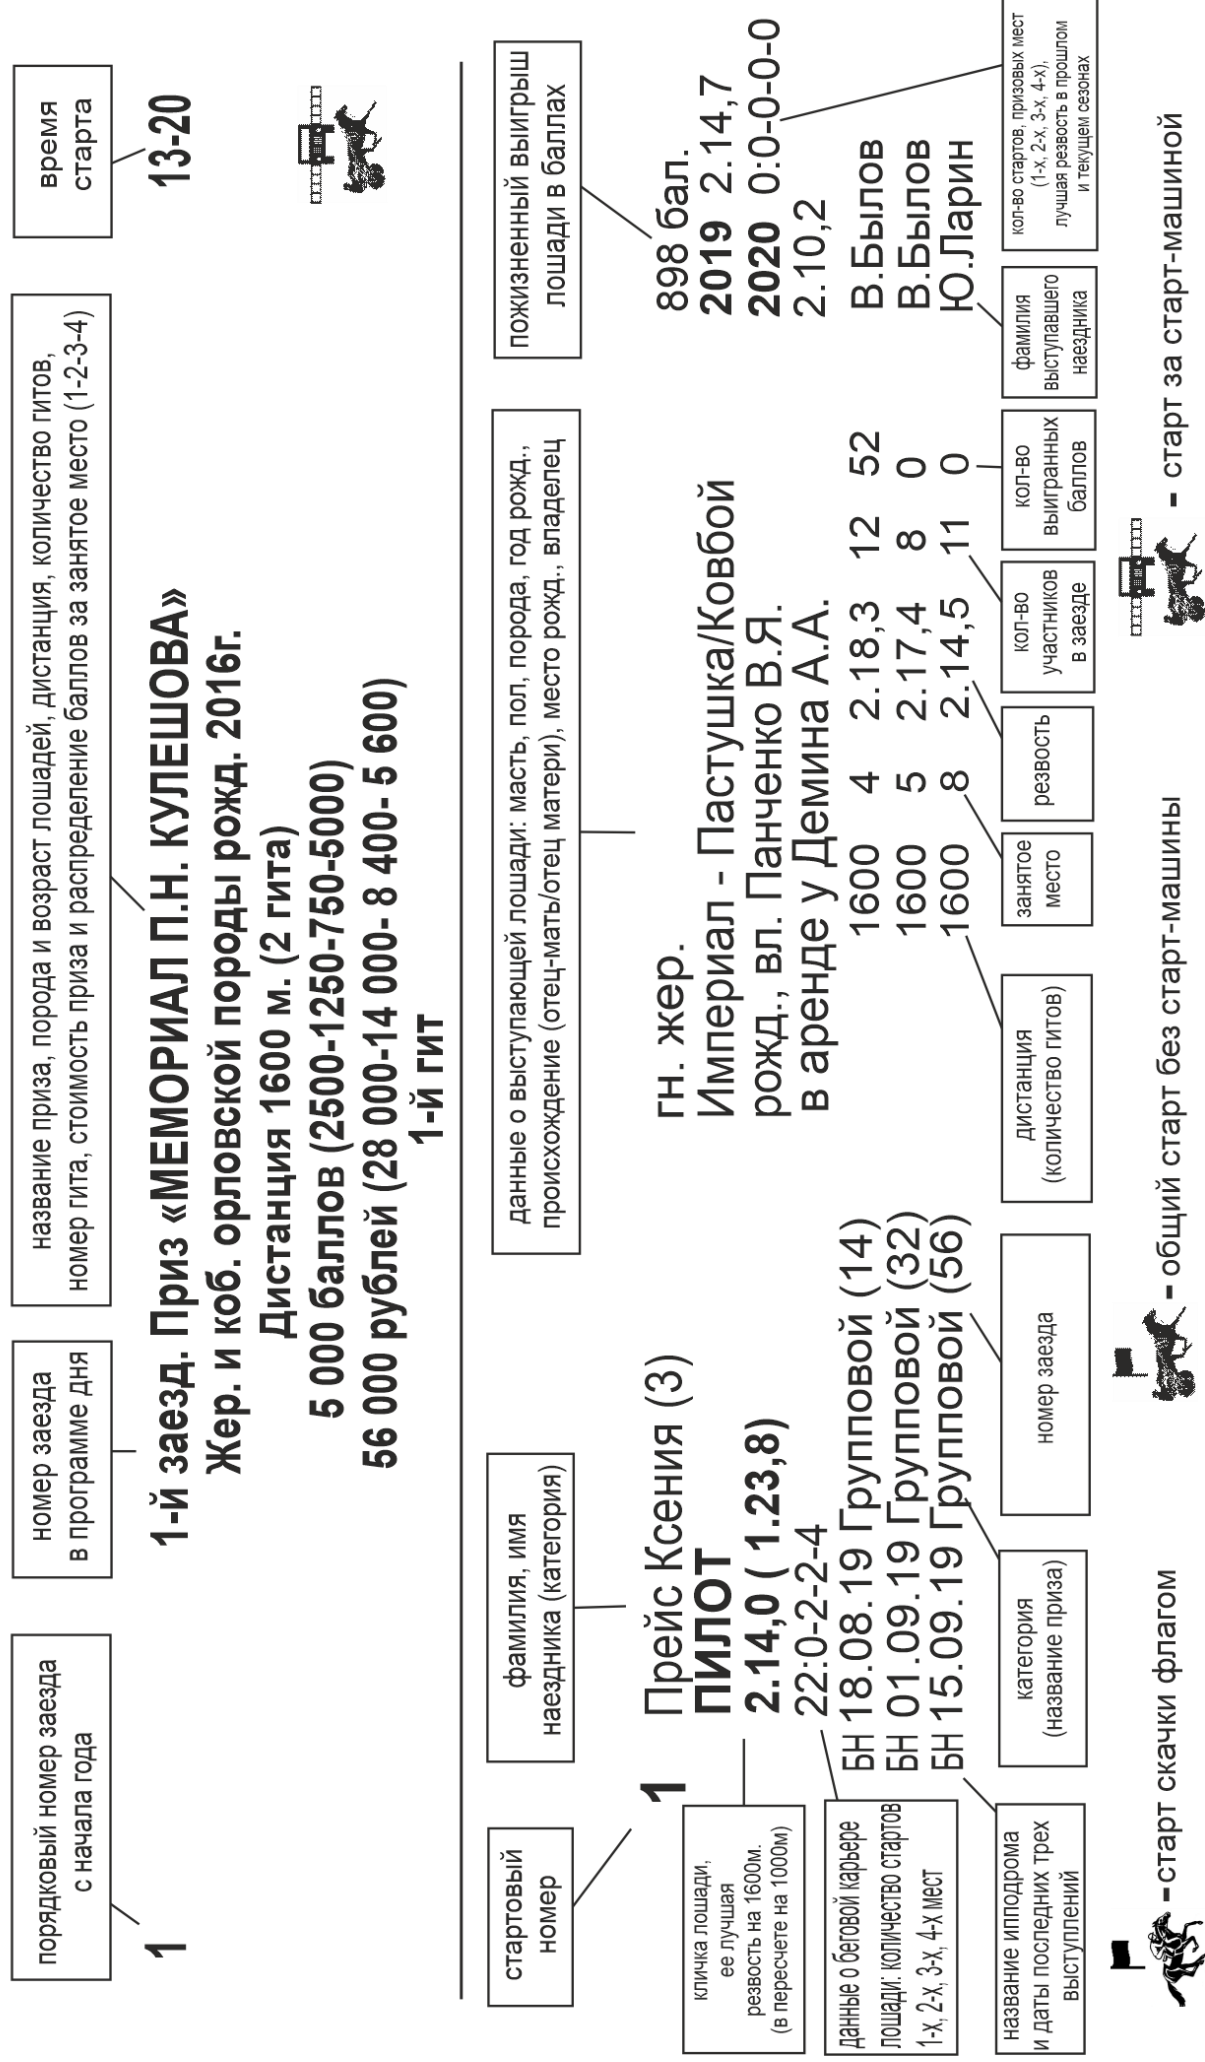 порядковый номер заезда
с начала года
номер заезда
в программе дня
название приза, порода и возраст лошадей, дистанция, количество гитов,
номер гита, стоимость приза и распределение баллов за занятое место (1-2-3-4)
время
старта
1
1-й заезд. Приз «МЕМОРИАЛ П.Н. КУЛЕШОВА»
13-20
Жер. и коб. орловской породы рожд. 2016г.
Дистанция 1600 м. (2 гита)
5 000 баллов (2500-1250-750-5000)
56 000 рублей (28 000-14 000- 8 400- 5 600)
1-й гит
стартовый
номер
фамилия, имя
наездника (категория)
данные о выступающей лошади: масть, пол, порода, год рожд.,
происхождение (отец-мать/отец матери), место рожд., владелец
пожизненный выигрыш
лошади в баллах
1
Прейс Ксения (3)
гн. жер.
898 бал.
ПИЛОТ
Империал - Пастушка/Ковбой
2019 2.14,7
2.14,0 ( 1.23,8)
рожд., вл. Панченко В.Я.
2020 0:0-0-0-0
22:0-2-2-4
в аренде у Демина А.А.
2.10,2
БН 18.08.19 Групповой (14) 1600 4 2.18,3 12 52 В.Былов
БН 01.09.19 Групповой (32) 1600 5 2.17,4 8 0 В.Былов
БН 15.09.19 Групповой (56) 1600 8 2.14,5 11 0 Ю.Ларин
кличка лошади,
ее лучшая
резвость на 1600м.
(в пересчете на 1000м)
данные о беговой карьере
лошади: количество стартов
1-х, 2-х, 3-х, 4-х мест
название ипподрома
и даты последних трех
выступлений
категория
(название приза)
номер заезда
дистанция
(количество гитов)
занятое
место
резвость
кол-во
участников
в заезде
кол-во
выигранных
баллов
фамилия
выступавшего
наездника
кол-во стартов, призовых мест
(1-х, 2-х, 3-х, 4-х),
лучшая резвость в прошлом
и текущем сезонах
-старт скачки флагом
- общий старт без старт-машины
- старт за старт-машиной